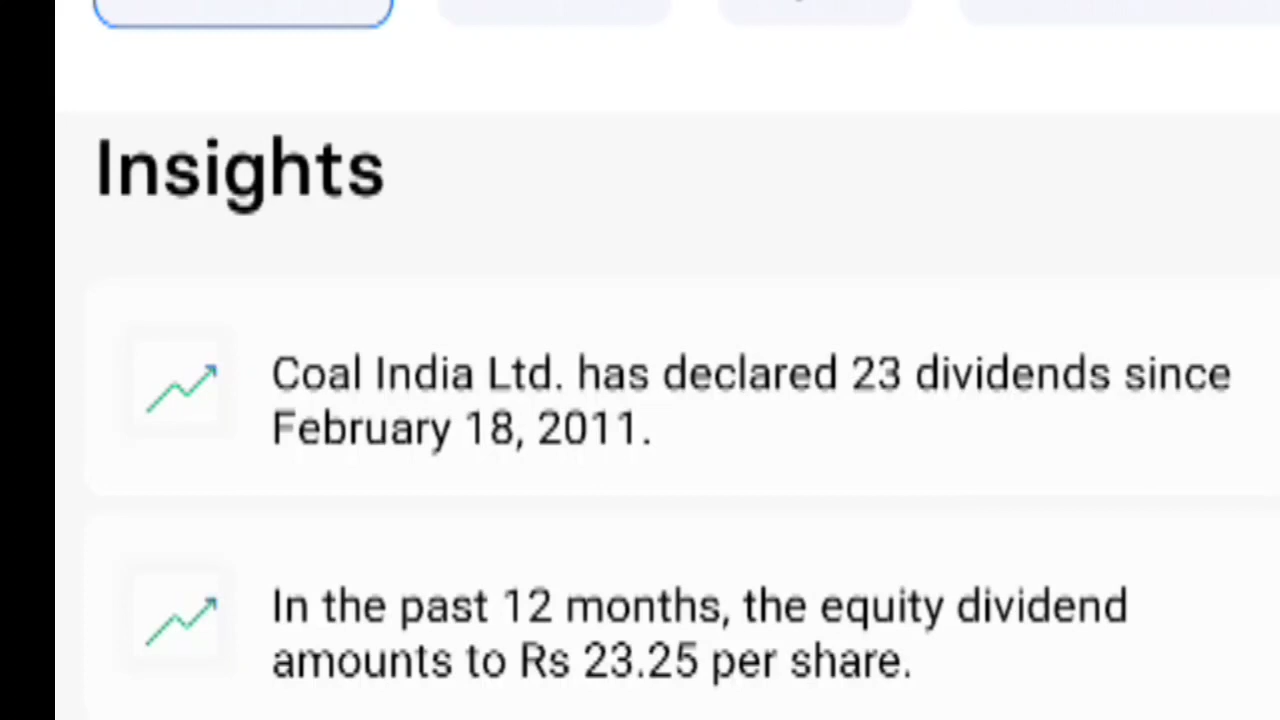 Insights
Coal India Ltd. has declared 23 dividends since
February 18, 2011.
In the past 12 months, the equity dividend
amounts to Rs 23.25 per share.